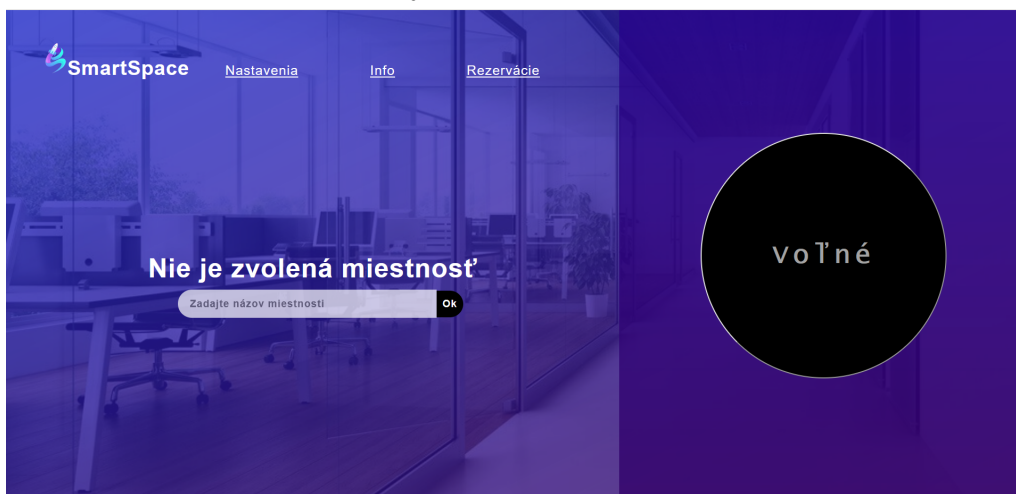 SmartSpace
Nastavenia
Info
Rezervácie
Nie je zvolená miestnosť
Zadajte názov miestnosti
Ok
Voľné